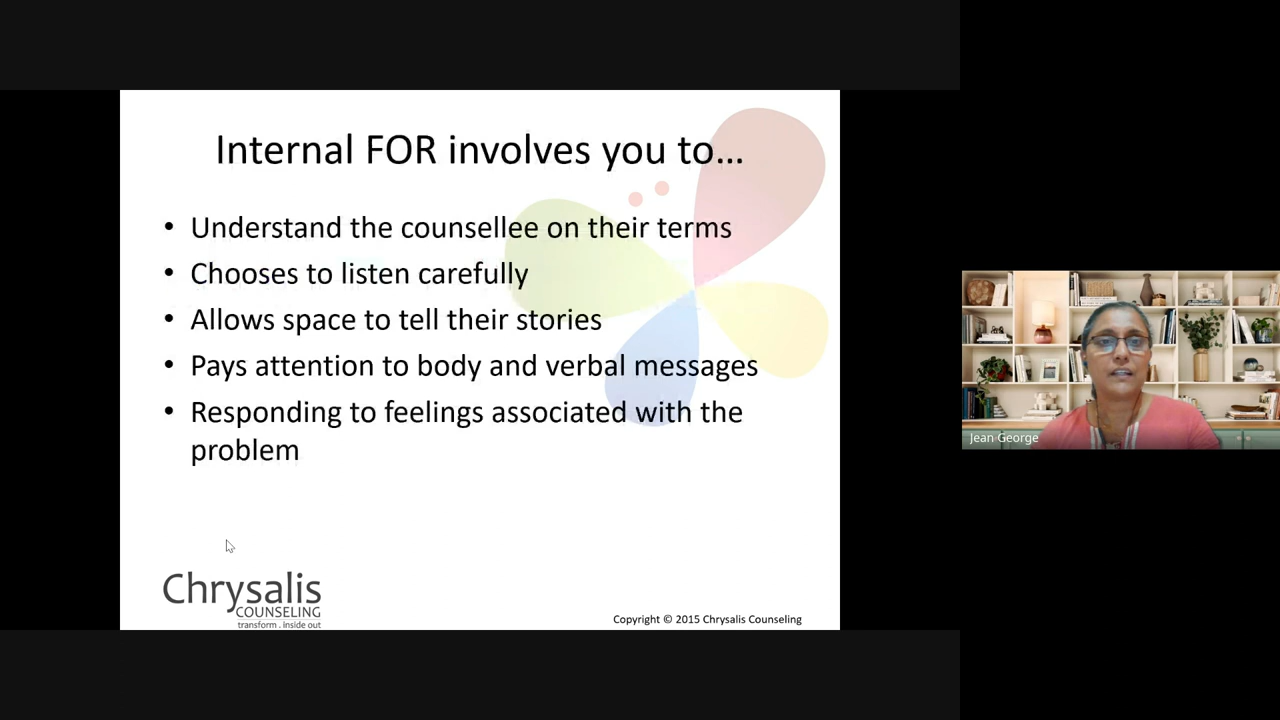 Internal FOR involves you to...
• Understand the counsellee on their terms
• Chooses to listen carefully
• Allows space to tell their stories
• Pays attention to body and verbal messages
• Responding to feelings associated with the
problem
Chrysalis
COUNSELING
transform . inside out
Copyright © 2015 Chrysalis Counseling
Jean George